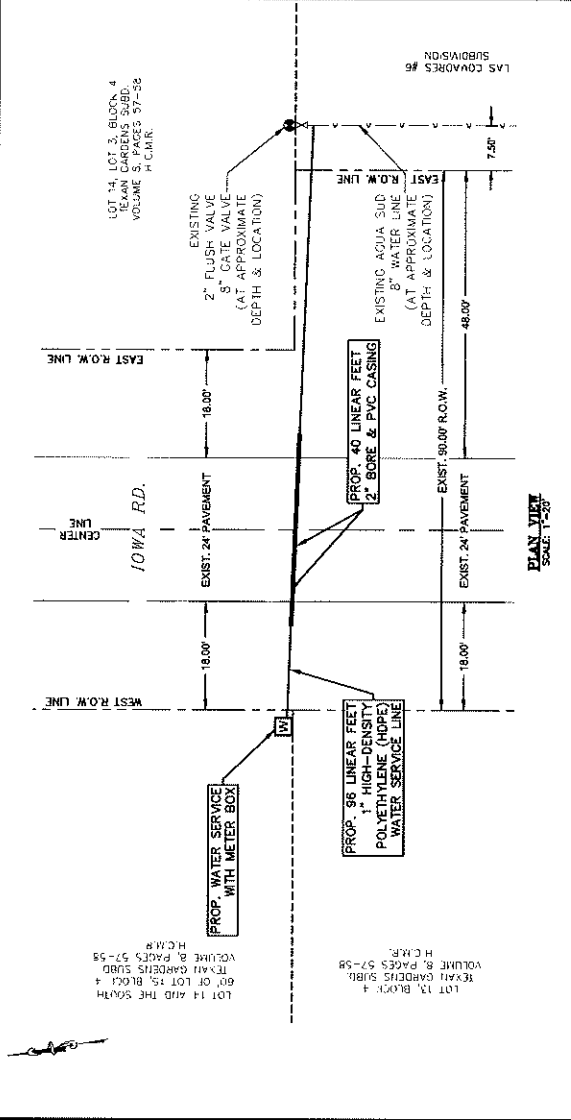 LOT 14, LOT 3, BLOCK 4
TEXAN GARDENS SUBD.
VOLUME 8, PAGES 57-58
H.C.M.R.
LAS COMADRES #6
SUBDIVISION
EXISTING
2" FLUSH VALVE
8" GATE VALVE
(AT APPROXIMATE
DEPTH & LOCATION)
EAST R.O.W. LINE
7.50'
EAST R.O.W. LINE
EXISTING AGUA SUD
8" WATER LINE
(AT APPROXIMATE
DEPTH & LOCATION)
18.00'
48.00'
PROP. 40 LINEAR FEET
2" BORE & PVC CASING
CENTER
LINE
IOWA RD.
EXIST. 24' PAVEMENT
EXIST. 90.00' R.O.W.
EXIST. 24' PAVEMENT
PLAN VIEW
SCALE: 1"=20'
18.00'
18.00'
WEST R.O.W. LINE
W
PROP. WATER SERVICE
WITH METER BOX
PROP. 96 LINEAR FEET
1" HIGH-DENSITY
POLYETHYLENE (HDPE)
WATER SERVICE LINE
LOT 14 AND THE SOUTH
60' OF LOT 15, BLOCK 4
TEXAN GARDENS SUBD
VOLUME 8, PAGES 57-58
H.C.M.R
LOT 13, BLOCK 4
TEXAN GARDENS SUBD.
VOLUME 8, PAGES 57-58
H.C.M.R.